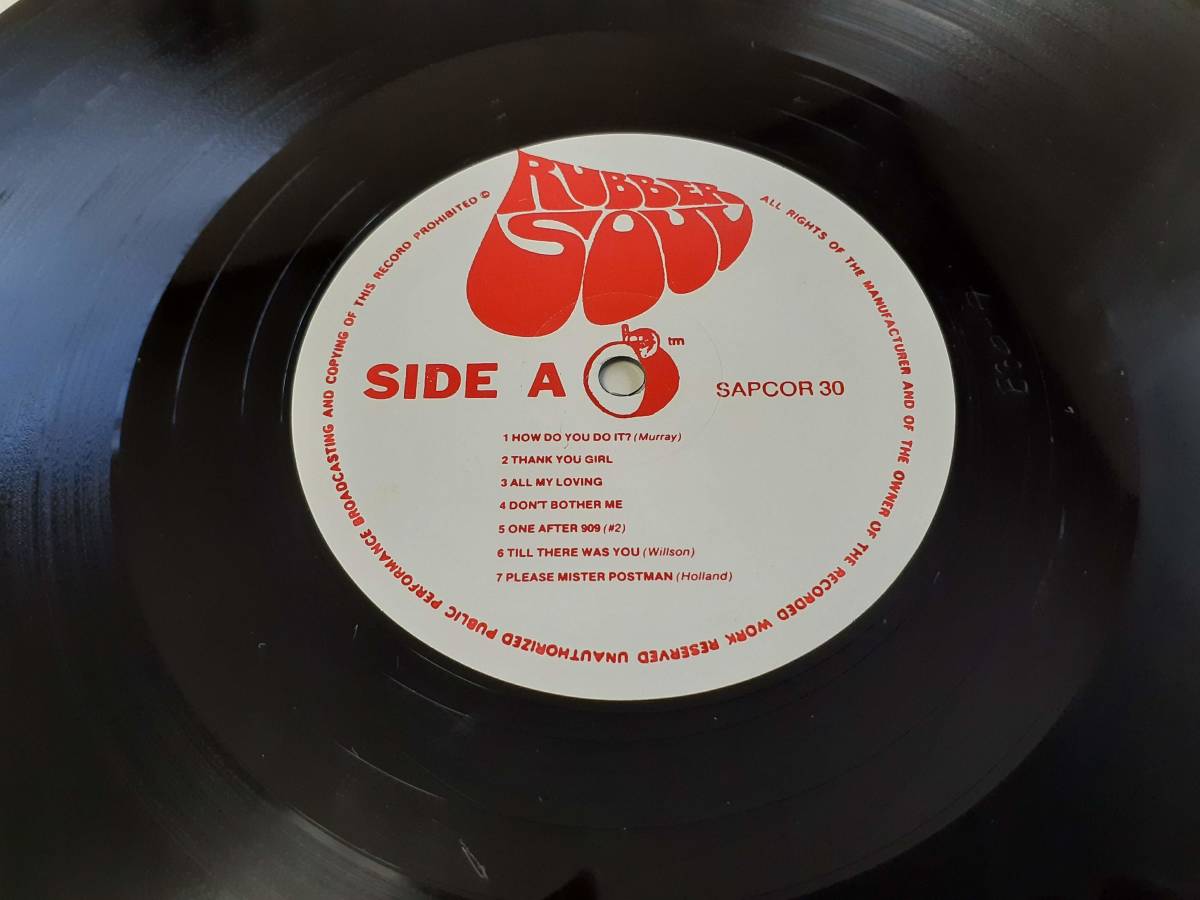 RUBBER
SOUL
SIDE A
tm
SAPCOR 30
1 HOW DO YOU DO IT? (Murray)
2 THANK YOU GIRL
3 ALL MY LOVING
4 DON'T BOTHER ME
5 ONE AFTER 909 (#2)
6 TILL THERE WAS YOU (Willson)
7 PLEASE MISTER POSTMAN (Holland)
ALL RIGHTS OF THE MANUFACTURER AND OF THE OWNER OF THE RECORDED WORK RESERVED UNAUTHORIZED PUBLIC PERFORMANCE BROADCASTING AND COPYING OF THIS RECORD PROHIBITED ©